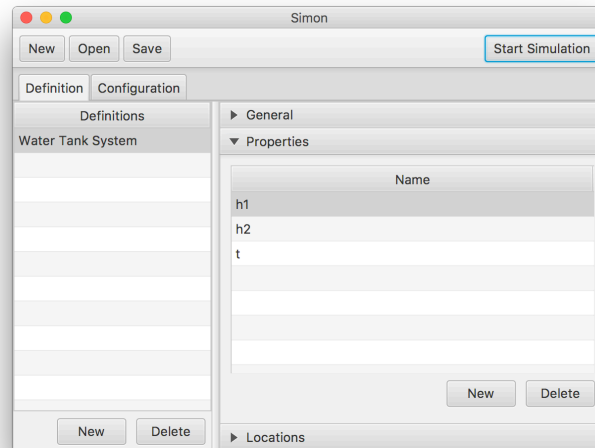 Simon
New Open Save Start Simulation
Definition Configuration
Definitions
Water Tank System
New Delete
General
Properties
Name
h1
h2
t
New Delete
Locations